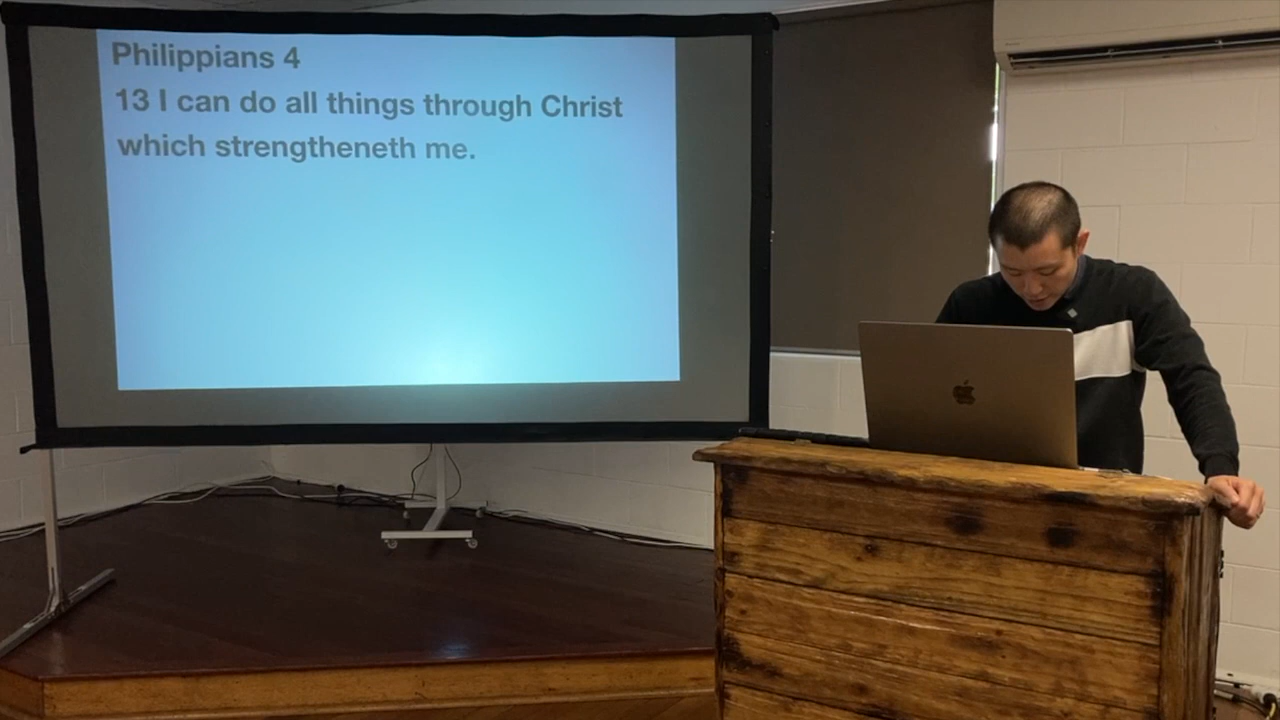 Philippians 4
13 I can do all things through Christ
which strengtheneth me.